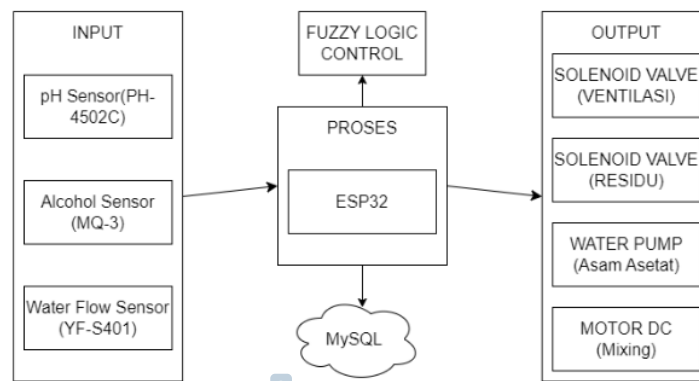 INPUT
pH Sensor(PH-
4502C)
Alcohol Sensor
(MQ-3)
Water Flow Sensor
(YF-S401)
FUZZY LOGIC
CONTROL
PROSES
ESP32
MySQL
OUTPUT
SOLENOID VALVE
(VENTILASI)
SOLENOID VALVE
(RESIDU)
WATER PUMP
(Asam Asetat)
MOTOR DC
(Mixing)